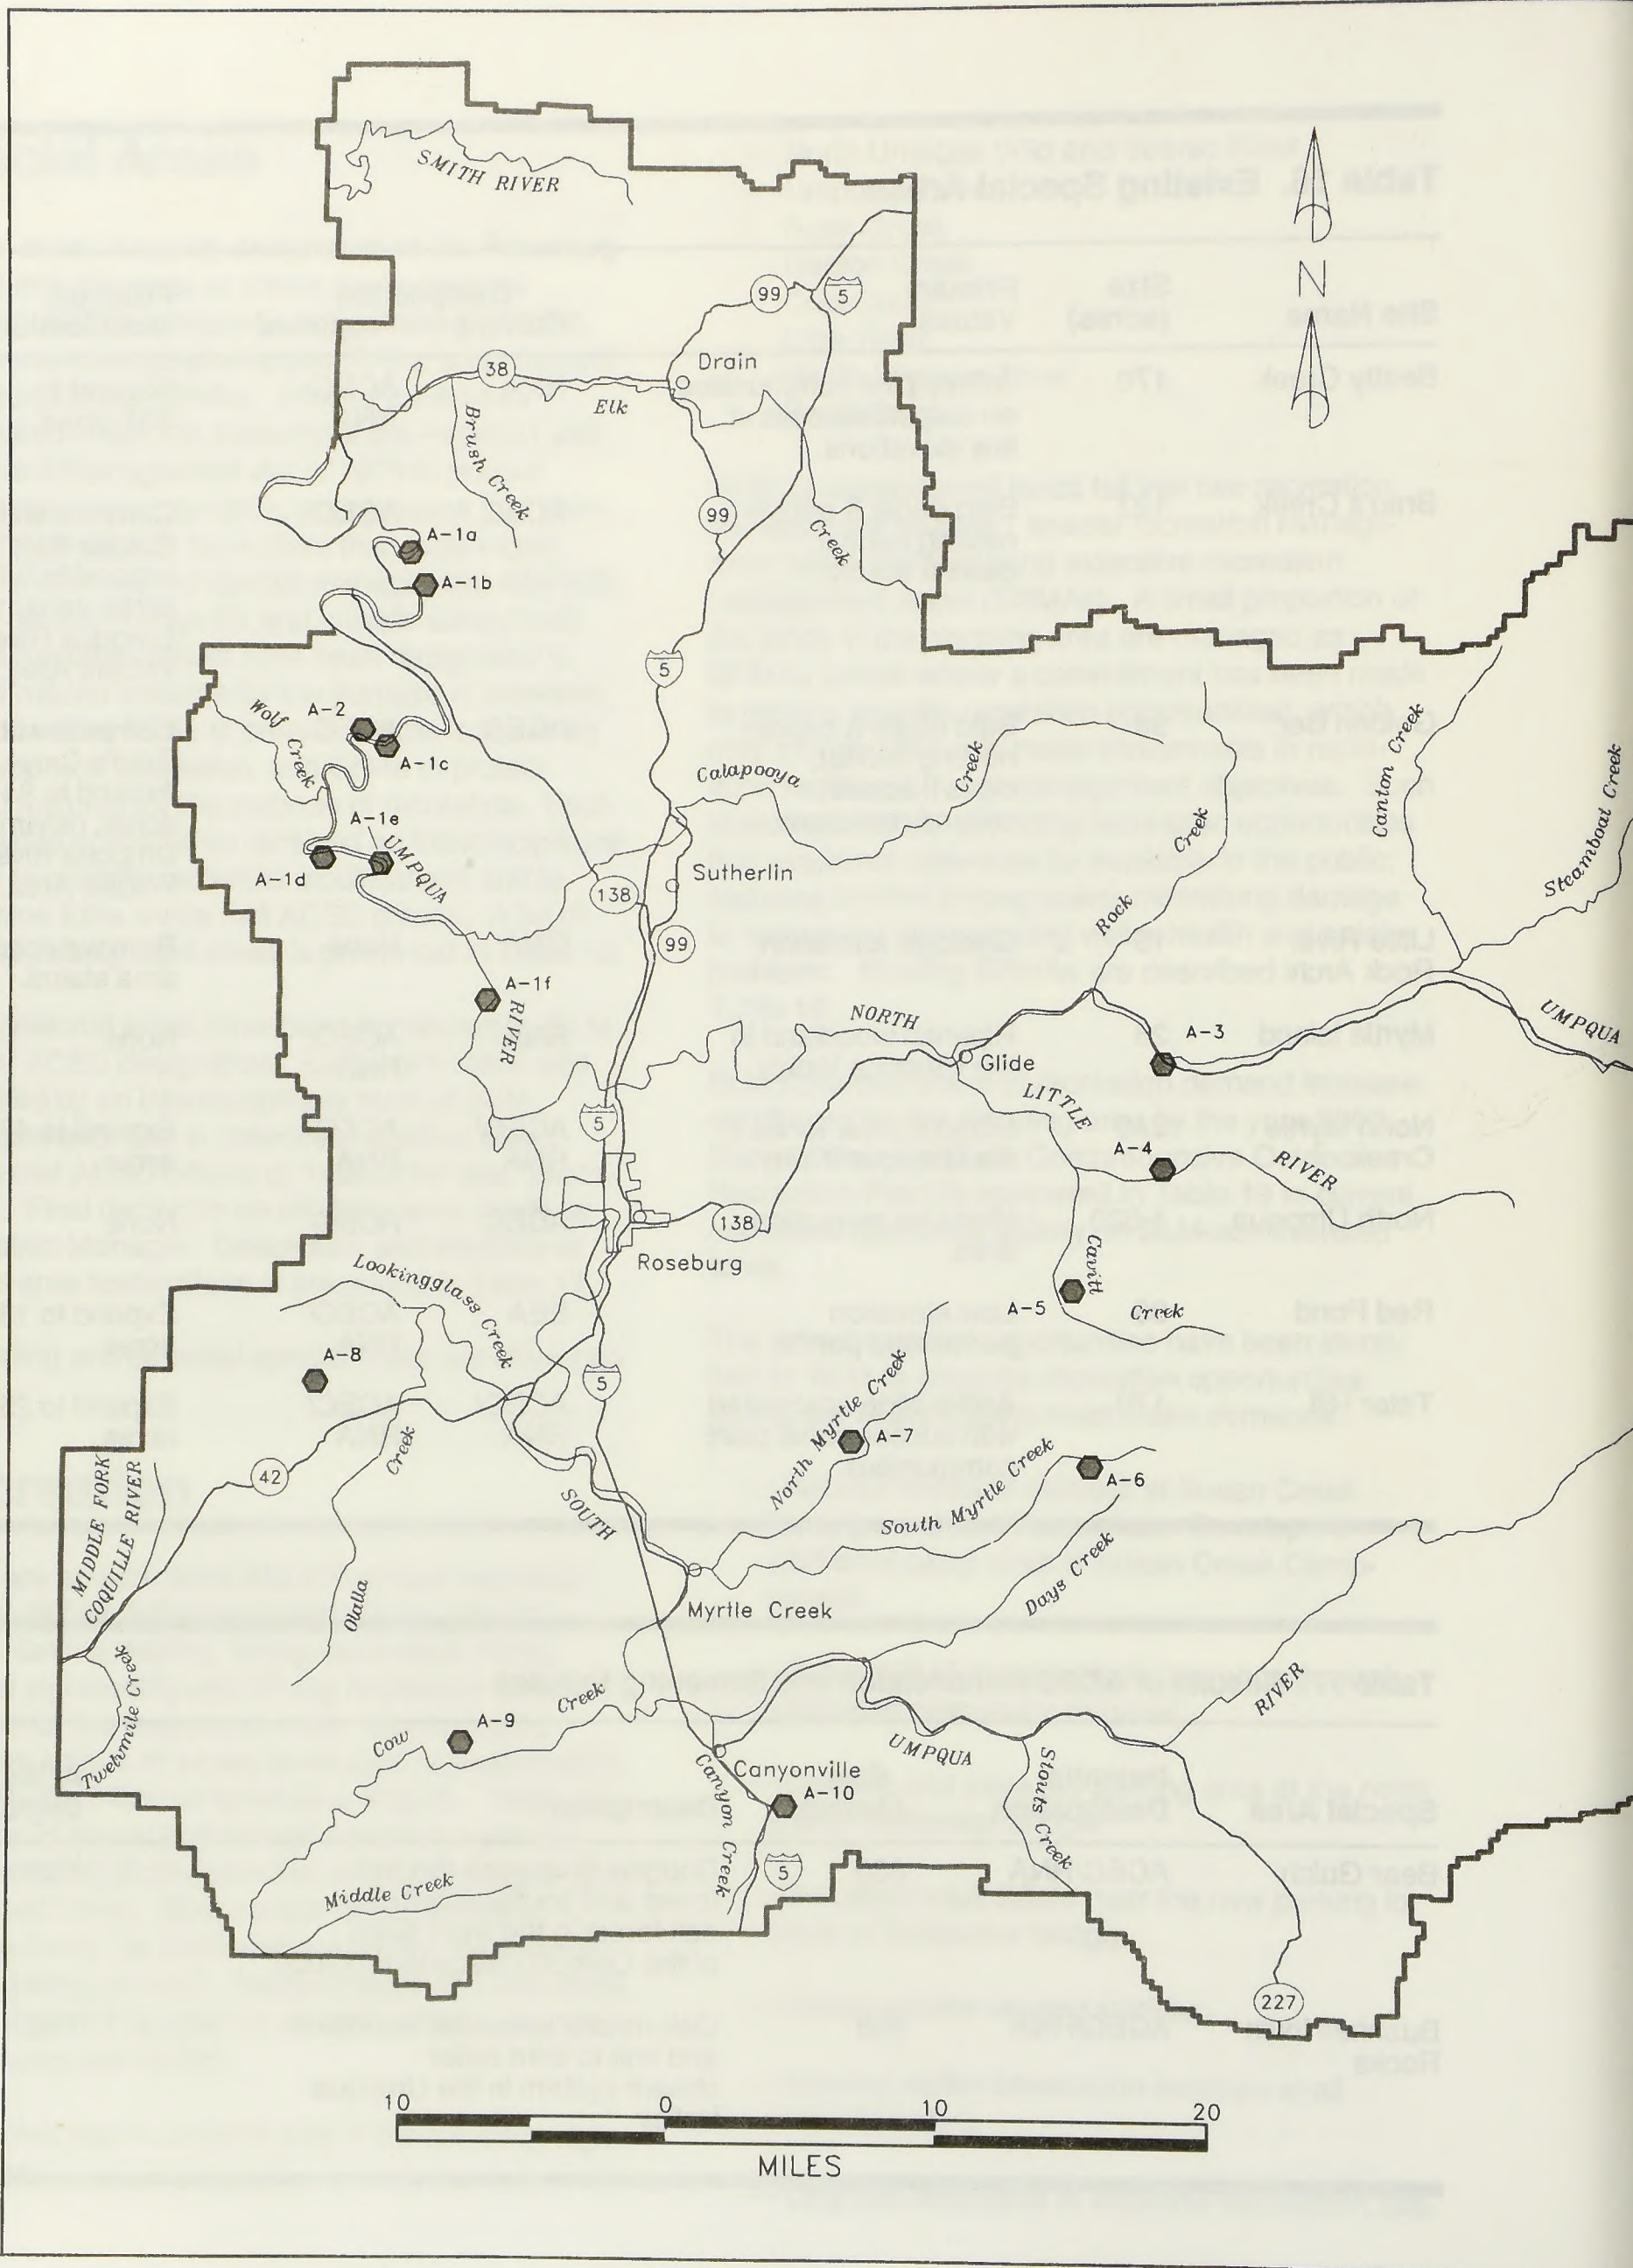 SMITH RIVER
N
99
5
38
Drain
Elk
Brush Creek
99
Creek
A-1a
A-1b
5
Wolf
Creek
A-2
A-1c
Calapooya
Creek
Creek
Canton Creek
Steamboat Creek
A-1e
UMPQUA
A-1d
138
Sutherlin
Rock
99
A-1f
RIVER
NORTH
A-3
UMPQUA
Glide
LITTLE
5
A-4
RIVER
138
Roseburg
Cavitt
Creek
A-5
Lookingglass Creek
A-8
5
North Myrtle Creek
A-7
42
Creek
South Myrtle Creek
A-6
MIDDLE FORK
COQUILLE RIVER
SOUTH
Olalla
Days Creek
Myrtle Creek
Twelvmile Creek
Creek
Cow
A-9
RIVER
UMPQUA
Canyonville
A-10
Canyon Creek
Stouts Creek
5
Middle Creek
227
10 0 10 20
MILES